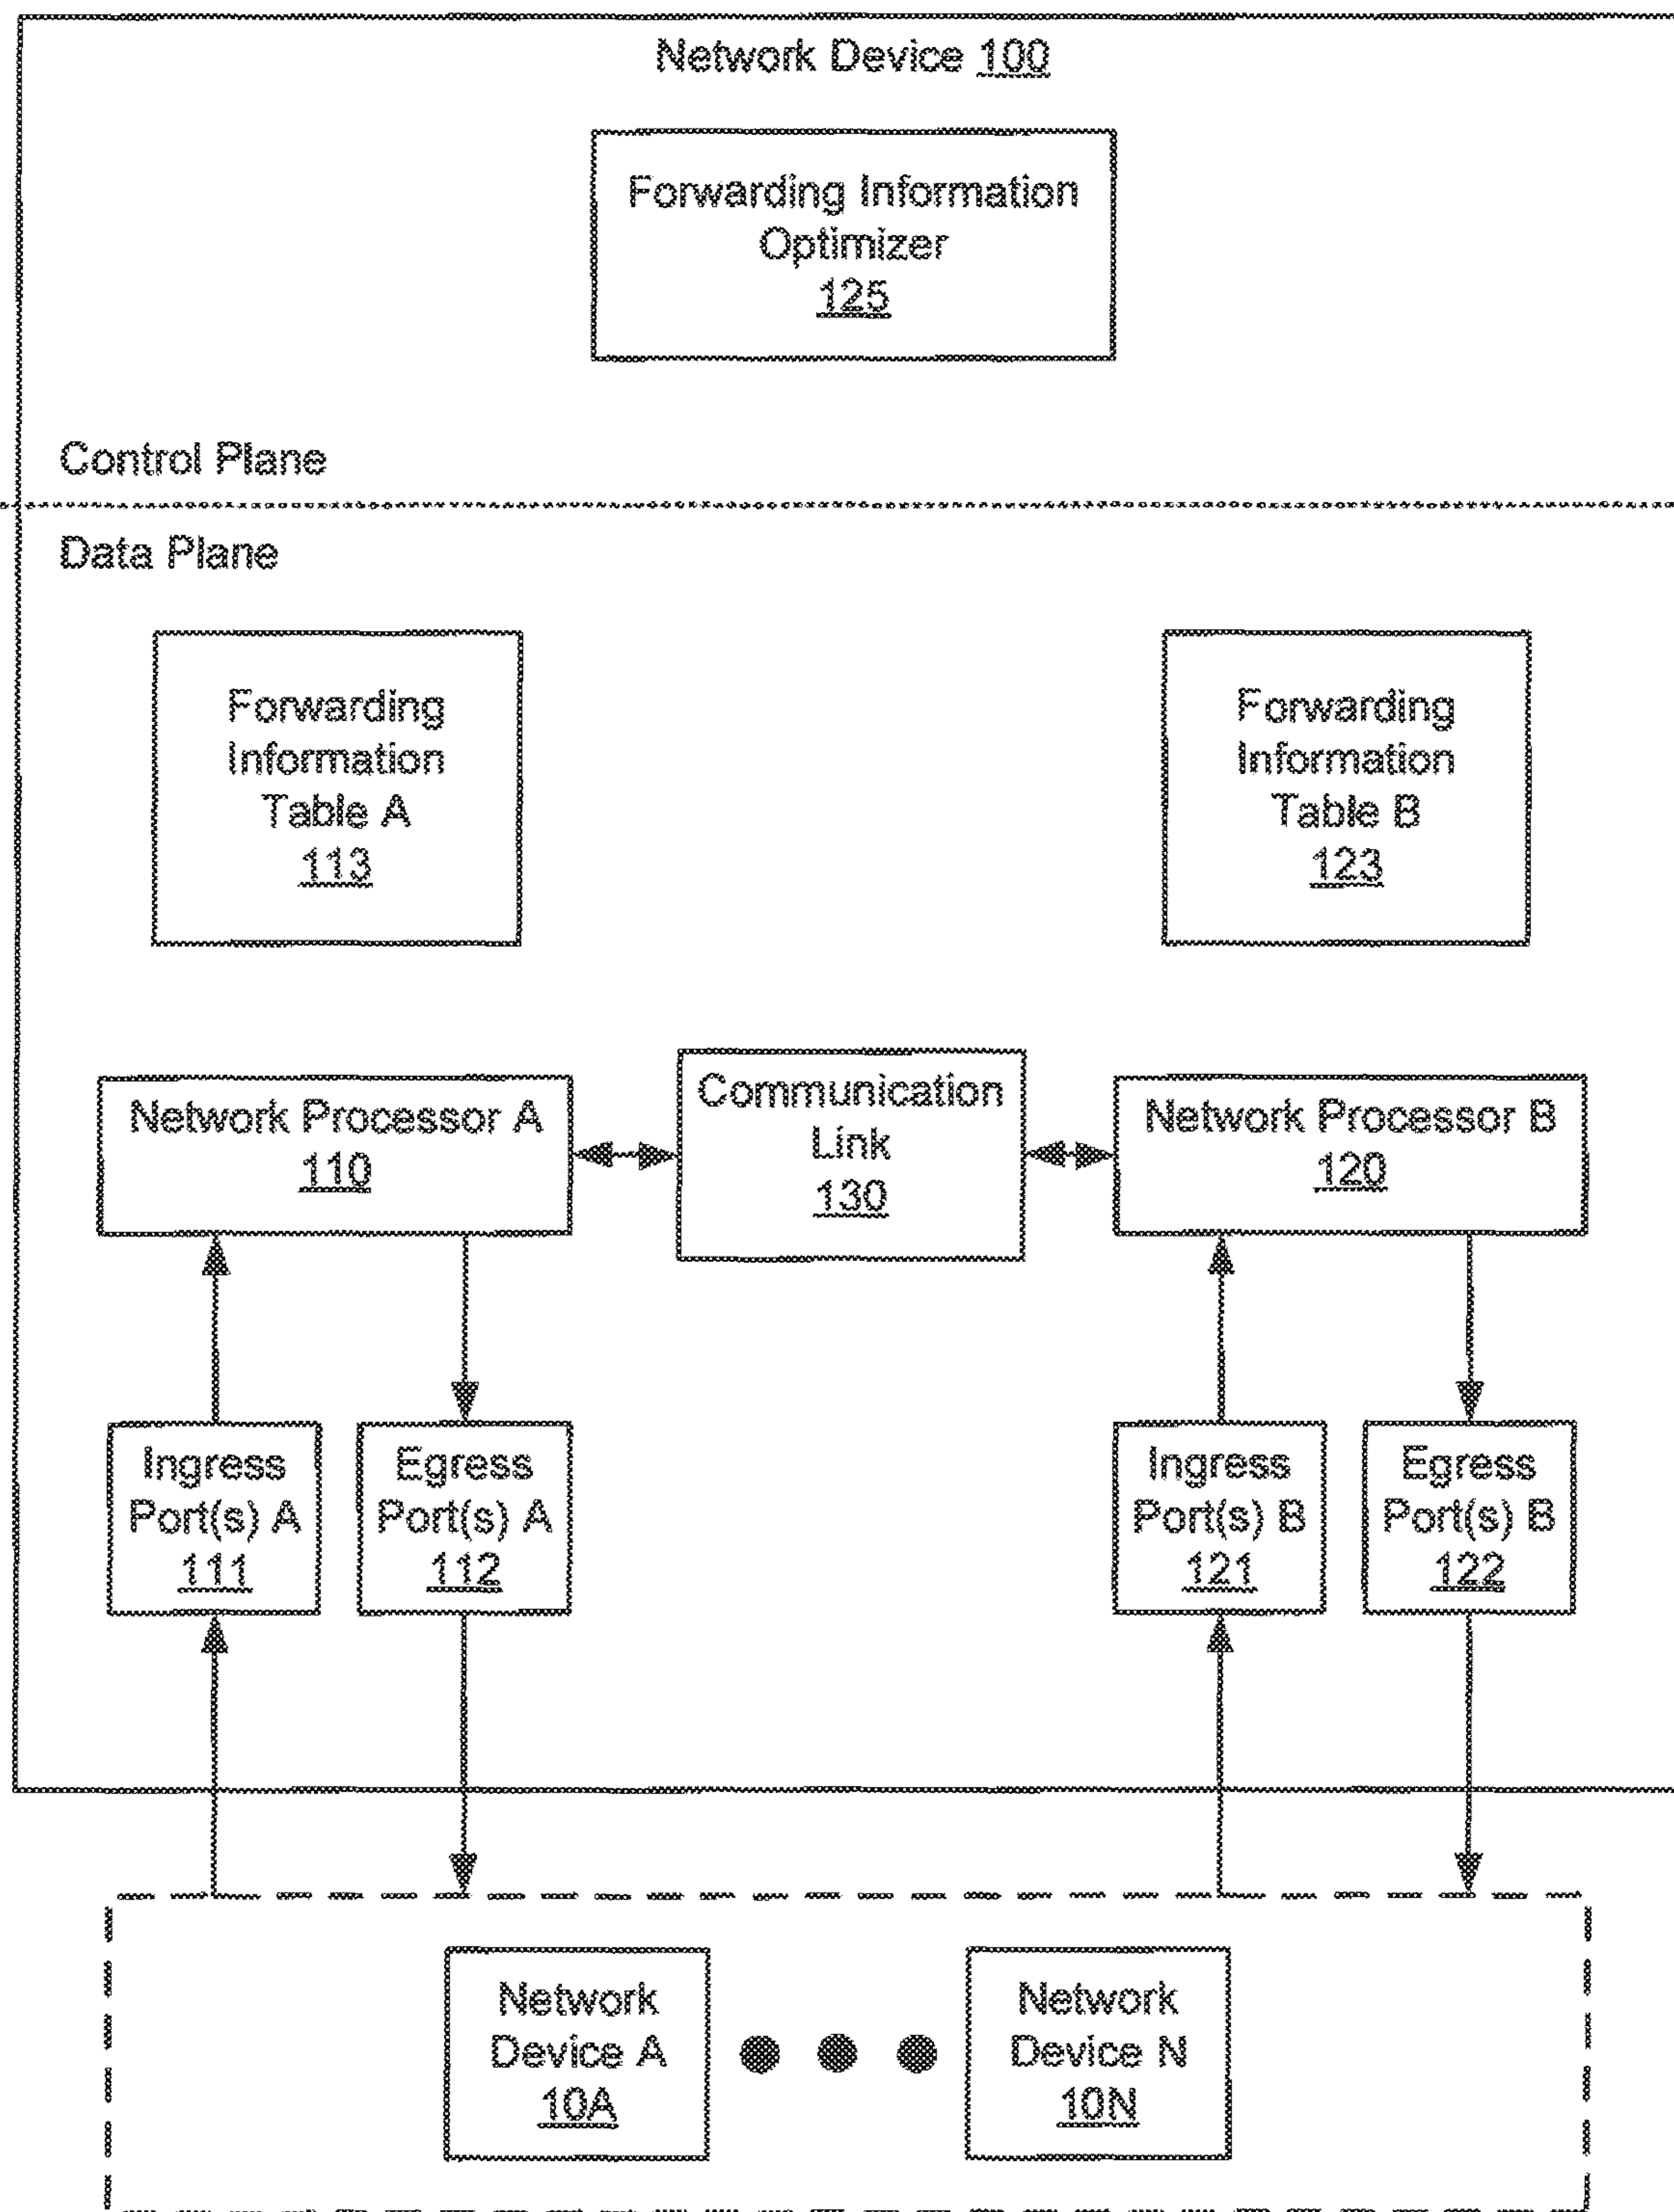 Network Device 100
Forwarding Information
Optimizer
125
Control Plane
Data Plane
Forwarding
Information
Table A
113
Forwarding
Information
Table B
123
Network Processor A
110
Communication
Link
130
Network Processor B
120
Ingress
Port(s) A
111
Egress
Port(s) A
112
Ingress
Port(s) B
121
Egress
Port(s) B
122
Network
Device A
10A
Network
Device N
10N